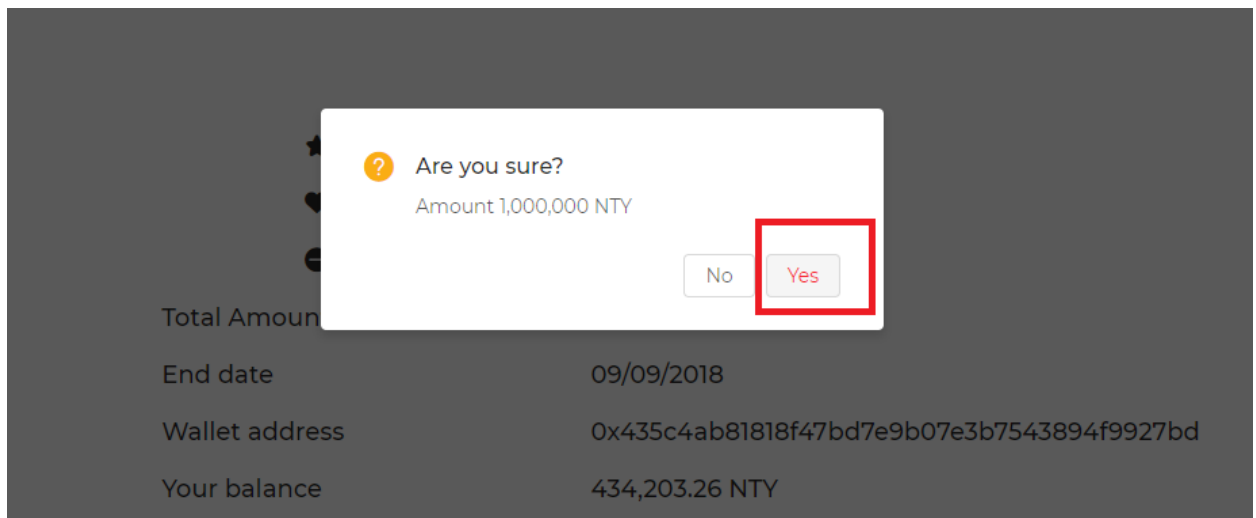 Are you sure?
Amount 1,000,000 NTY
No
Yes
Total Amoun
End date
09/09/2018
Wallet address
0x435c4ab81818f47bd7e9b07e3b7543894f9927bd
Your balance
434,203.26 NTY